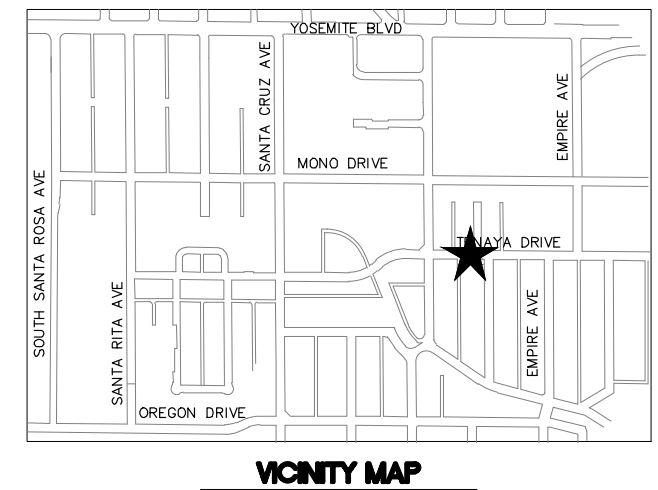 YOSEMITE BLVD
SANTA CRUZ AVE
EMPIRE AVE
MONO DRIVE
SOUTH SANTA ROSA AVE
TENAYA DRIVE
SANTA RITA AVE
EMPIRE AVE
OREGON DRIVE
VICINITY MAP